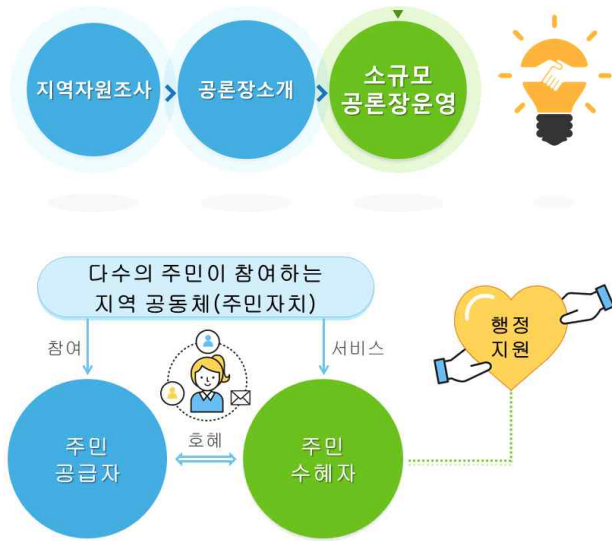 지역자원조사
공론장소개
소규모
공론장운영
다수의 주민이 참여하는
지역 공동체(주민자치)
참여
서비스
행정
지원
호혜
주민
공급자
주민
수혜자